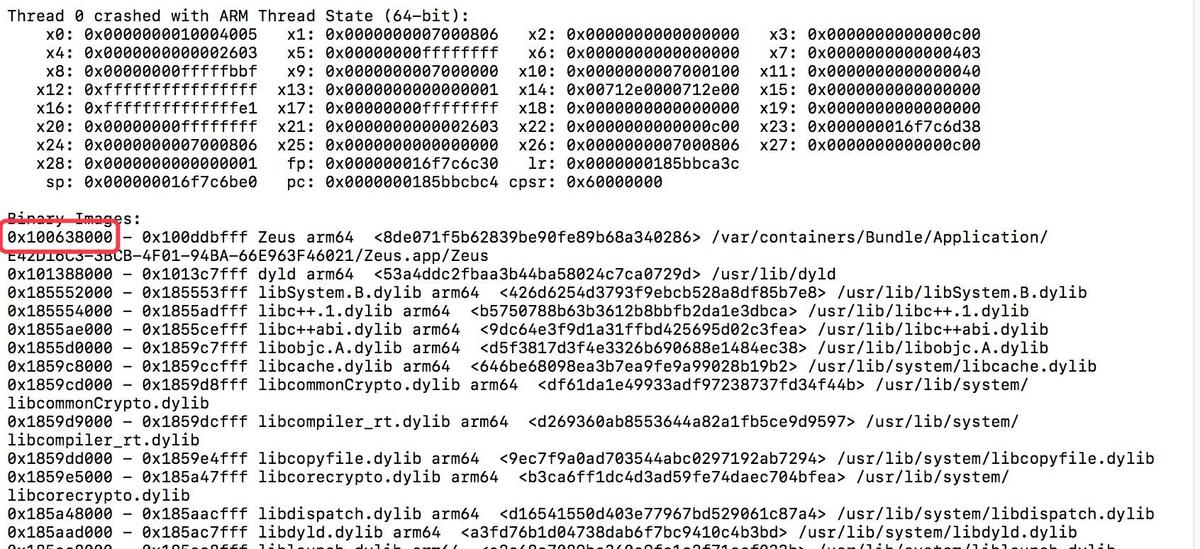 Thread 0 crashed with ARM Thread State (64-bit):
x0: 0x0000000010004005 x1: 0x0000000007000806 x2: 0x0000000000000000 x3: 0x0000000000000c00
x4: 0x0000000000002603 x5: 0x00000000ffffffff x6: 0x0000000000000000 x7: 0x0000000000000403
x8: 0x00000000fffffbbf x9: 0x0000000007000000 x10: 0x0000000007000100 x11: 0x0000000000000040
x12: 0xffffffffffffffff x13: 0x0000000000000001 x14: 0x00712e0000712e00 x15: 0x0000000000000000
x16: 0xffffffffffffffe1 x17: 0x00000000ffffffff x18: 0x0000000000000000 x19: 0x0000000000000000
x20: 0x00000000ffffffff x21: 0x0000000000002603 x22: 0x0000000000000c00 x23: 0x000000016f7c6d38
x24: 0x0000000007000806 x25: 0x0000000000000000 x26: 0x0000000007000806 x27: 0x0000000000000c00
x28: 0x0000000000000001 fp: 0x000000016f7c6c30 lr: 0x0000000185bbca3c
sp: 0x000000016f7c6be0 pc: 0x0000000185bbcbc4 cpsr: 0x60000000
Binary Images:
0x100638000 - 0x100ddbfff Zeus arm64 <8de071f5b62839be90fe89b68a340286> /var/containers/Bundle/Application/
E42D16C3-3BCB-4F01-94BA-66E963F46021/Zeus.app/Zeus
0x101388000 - 0x1013c7fff dyld arm64 <53a4ddc2fbaa3b44ba58024c7ca0729d> /usr/lib/dyld
0x185552000 - 0x185553fff libSystem.B.dylib arm64 <426d6254d3793f9ebcb528a8df85b7e8> /usr/lib/libSystem.B.dylib
0x185554000 - 0x1855adfff libc++.1.dylib arm64 <b5750788b63b3612b8bbfb2da1e3dbca> /usr/lib/libc++.1.dylib
0x1855ae000 - 0x1855cefff libc++abi.dylib arm64 <9dc64e3f9d1a31ffbd425695d02c3fea> /usr/lib/libc++abi.dylib
0x1855d0000 - 0x1859c7fff libobjc.A.dylib arm64 <d5f3817d3f4e3326b690688e1484ec38> /usr/lib/libobjc.A.dylib
0x1859c8000 - 0x1859ccfff libcache.dylib arm64 <646be68098ea3b7ea9fe9a99028b19b2> /usr/lib/system/libcache.dylib
0x1859cd000 - 0x1859d8fff libcommonCrypto.dylib arm64 <df61da1e49933adf97238737fd34f44b> /usr/lib/system/
libcommonCrypto.dylib
0x1859d9000 - 0x1859dcfff libcompiler_rt.dylib arm64 <d269360ab8553644a82a1fb5ce9d9597> /usr/lib/system/
libcompiler_rt.dylib
0x1859dd000 - 0x1859e4fff libcopyfile.dylib arm64 <9ec7f9a0ad703544abc0297192ab7294> /usr/lib/system/libcopyfile.dylib
0x1859e5000 - 0x185a47fff libcorecrypto.dylib arm64 <b3ca6ff1dc4d3ad59fe74daec704bfea> /usr/lib/system/
libcorecrypto.dylib
0x185a48000 - 0x185aacfff libdispatch.dylib arm64 <d16541550d403e77967bd529061c87a4> /usr/lib/system/libdispatch.dylib
0x185aad000 - 0x185ac7fff libdyld.dylib arm64 <a3fd76b1d04738dab6f7bc9410c4b3bd> /usr/lib/system/libdyld.dylib